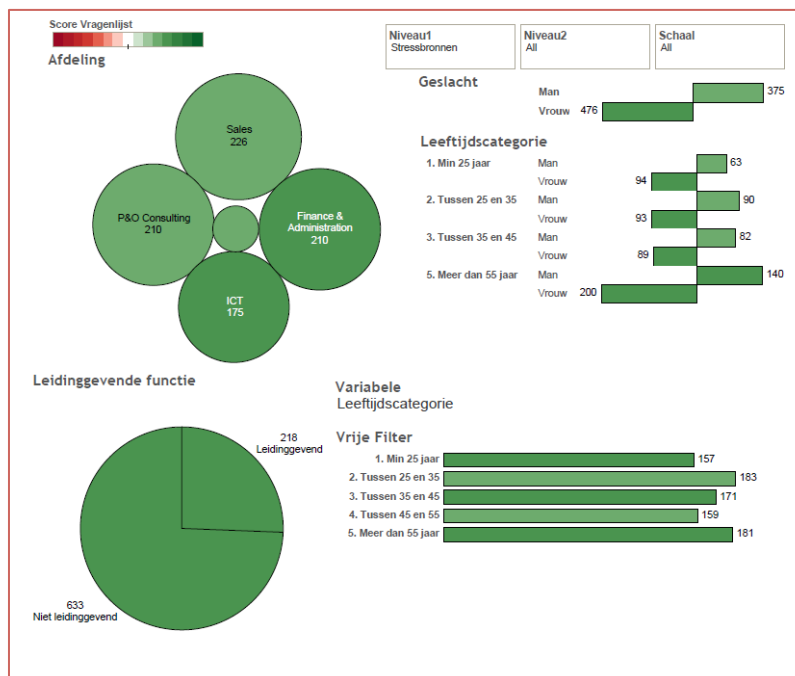 Score Vragenlijst
Afdeling
Niveau1
Stressbronnen
Niveau2
All
Schaal
All
Sales
226
P&O Consulting
210
Finance &
Administration
210
ICT
175
Geslacht
Man 375
Vrouw 476
Leeftijdscategorie
1. Min 25 jaar Man 63
Vrouw 94
2. Tussen 25 en 35 Man 90
Vrouw 93
3. Tussen 35 en 45 Man 82
Vrouw 89
5. Meer dan 55 jaar Man 140
Vrouw 200
Leidinggevende functie
218
Leidinggevend
633
Niet leidinggevend
Variabele
Leeftijdscategorie
Vrije Filter
1. Min 25 jaar 157
2. Tussen 25 en 35 183
3. Tussen 35 en 45 171
4. Tussen 45 en 55 159
5. Meer dan 55 jaar 181